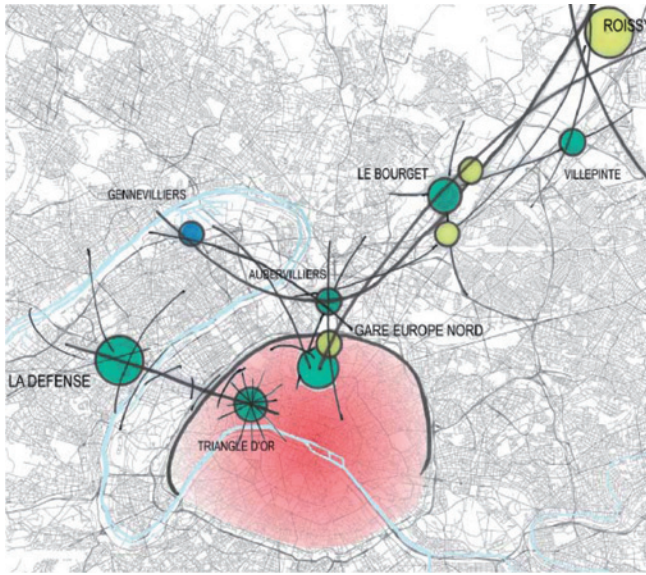 ROISSY
LE BOURGET
VILLEPINTE
GENNEVILLIERS
AUBERVILLIERS
GARE EUROPE NORD
LA DEFENSE
TRIANGLE D'OR